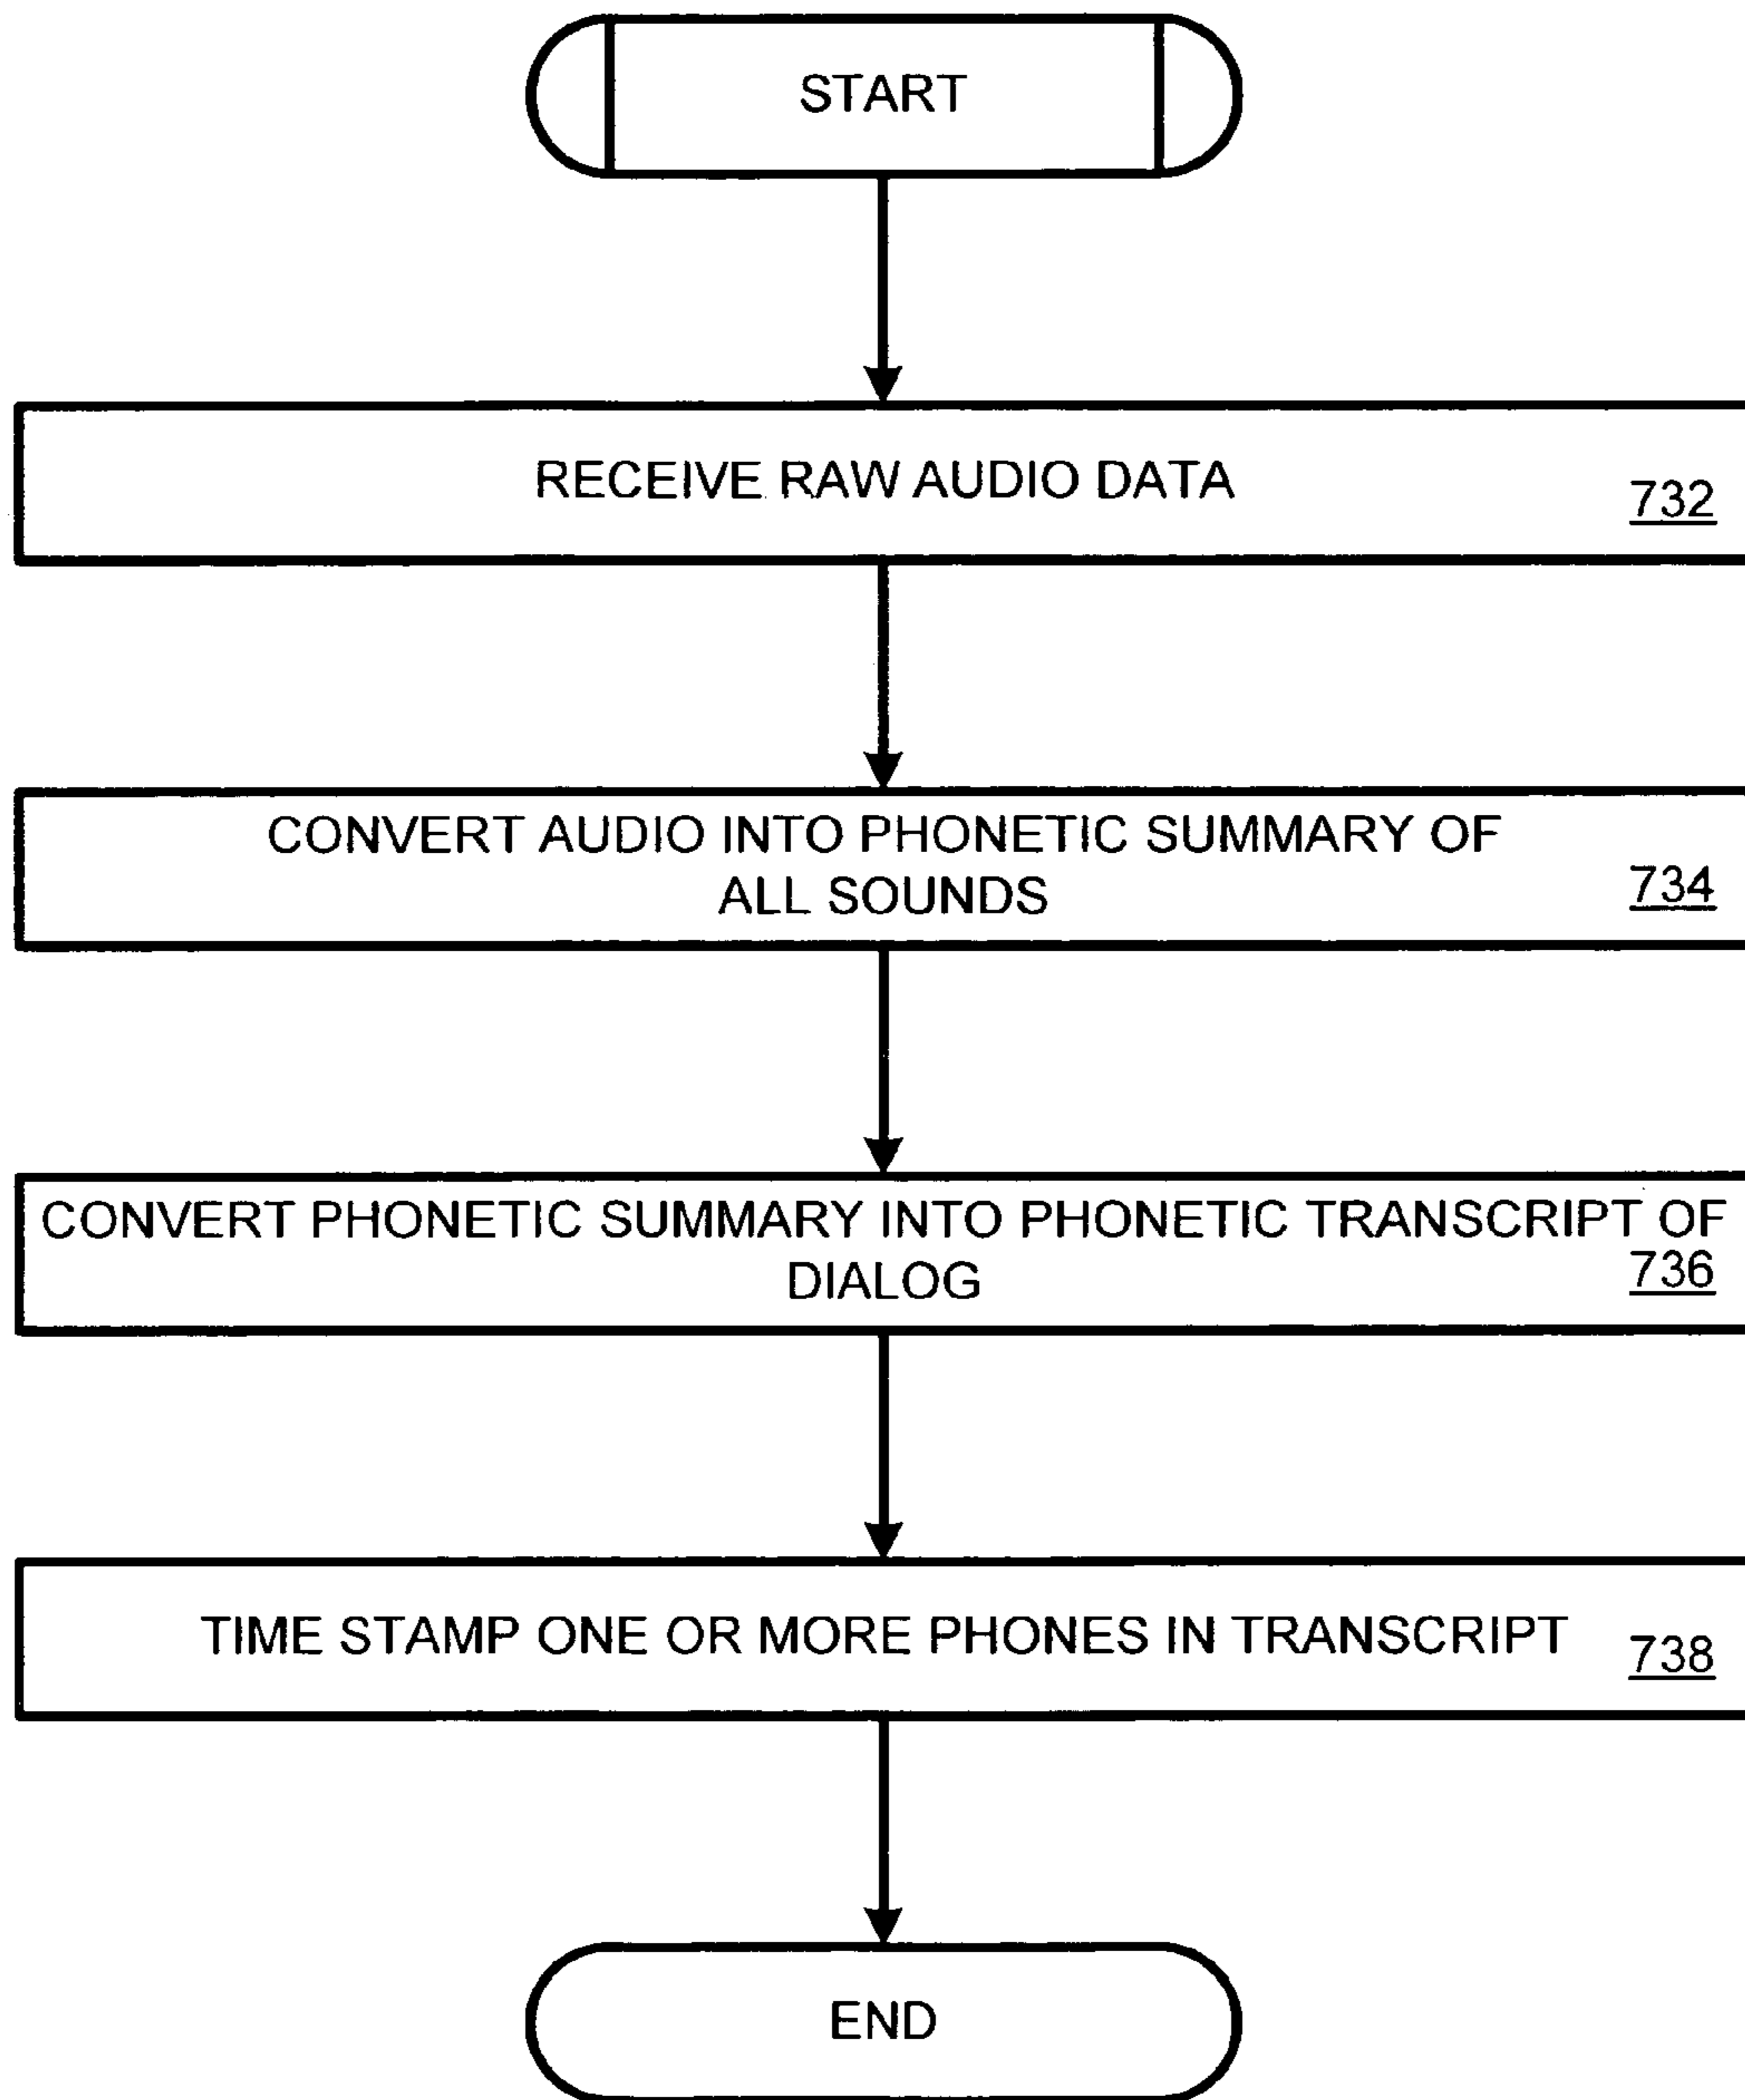 START
RECEIVE RAW AUDIO DATA
732
CONVERT AUDIO INTO PHONETIC SUMMARY OF
ALL SOUNDS
734
CONVERT PHONETIC SUMMARY INTO PHONETIC TRANSCRIPT OF
DIALOG
736
TIME STAMP ONE OR MORE PHONES IN TRANSCRIPT
738
END